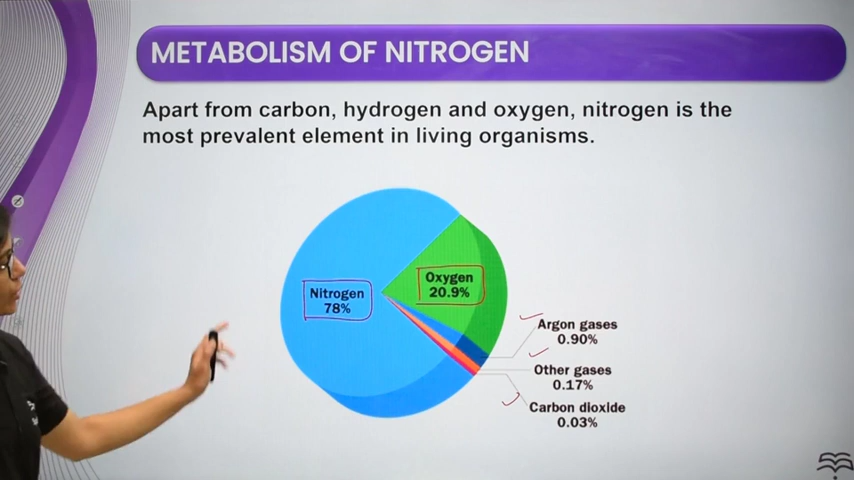 METABOLISM OF NITROGEN
Apart from carbon, hydrogen and oxygen, nitrogen is the
most prevalent element in living organisms.
Nitrogen
78%
Oxygen
20.9%
Argon gases
0.90%
Other gases
0.17%
Carbon dioxide
0.03%